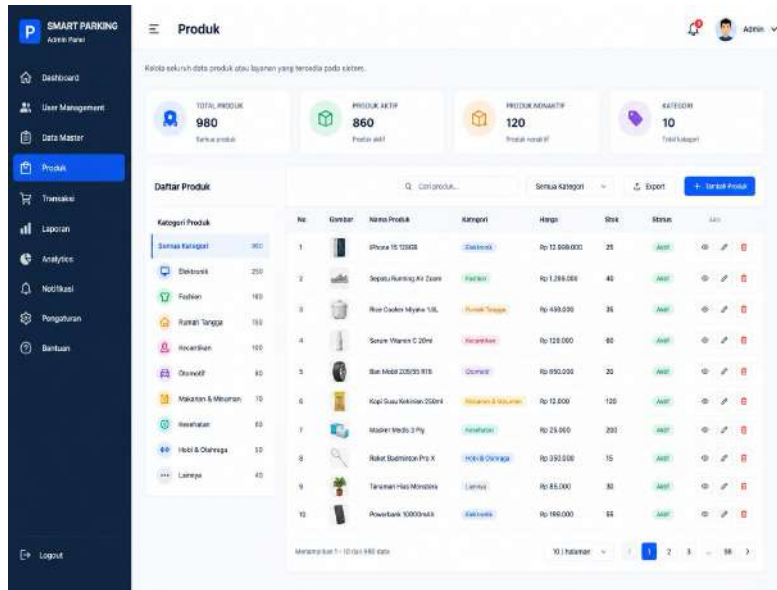 SMART PARKING
Admin Panel
Dashboard
User Management
Data Master
Produk
Transaksi
Laporan
Analytics
Notifikasi
Pengaturan
Bantuan
Logout
Produk
Admin
Kelola seluruh data produk atau layanan yang tersedia pada sistem.
TOTAL PRODUK
980
Semua produk
PRODUK AKTIF
860
Produk aktif
PRODUK NONAKTIF
120
Produk nonaktif
KATEGORI
10
Total kategori
Daftar Produk
Cari produk...
Semua Kategori
Export
+ Tambah Produk
Kategori Produk
Semua Kategori 980
Elektronik 250
Fashion 180
Rumah Tangga 150
Kecantikan 100
Otomotif 80
Makanan & Minuman 70
Kesehatan 60
Hobi & Olahraga 50
Lainnya 40
No Gambar Nama Produk Kategori Harga Stok Status Aksi
1 iPhone 15 128GB Elektronik Rp 12.999.000 25 Aktif
2 Sepatu Running Air Zoom Fashion Rp 1.299.000 40 Aktif
3 Rice Cooker Miyako 1.8L Rumah Tangga Rp 459.000 35 Aktif
4 Serum Vitamin C 20ml Kecantikan Rp 129.000 60 Aktif
5 Ban Mobil 205/55 R16 Otomotif Rp 650.000 20 Aktif
6 Kopi Susu Kekinian 250ml Makanan & Minuman Rp 12.000 120 Aktif
7 Masker Medis 3 Ply Kesehatan Rp 25.000 200 Aktif
8 Raket Badminton Pro X Hobi & Olahraga Rp 350.000 15 Aktif
9 Tanaman Hias Monstera Lainnya Rp 85.000 30 Aktif
10 Powerbank 10000mAh Elektronik Rp 199.000 55 Aktif
Menampilkan 1 - 10 dari 980 data
10 / halaman
1 2 3 ... 98